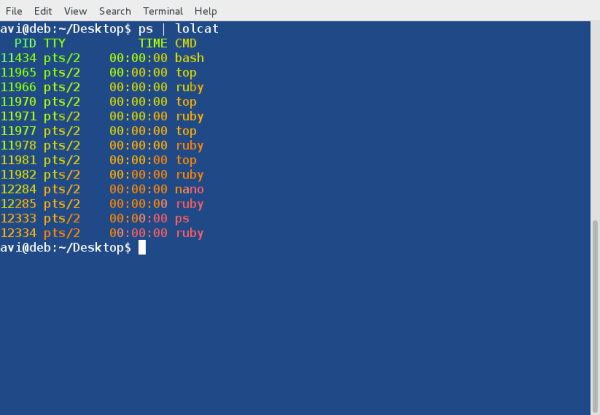 File Edit View Search Terminal Help
avi@deb:~/Desktop$ ps | lolcat
  PID TTY          TIME CMD
11434 pts/2    00:00:00 bash
11965 pts/2    00:00:00 top
11966 pts/2    00:00:00 ruby
11970 pts/2    00:00:00 top
11971 pts/2    00:00:00 ruby
11977 pts/2    00:00:00 top
11978 pts/2    00:00:00 ruby
11981 pts/2    00:00:00 top
11982 pts/2    00:00:00 ruby
12284 pts/2    00:00:00 nano
12285 pts/2    00:00:00 ruby
12333 pts/2    00:00:00 ps
12334 pts/2    00:00:00 ruby
avi@deb:~/Desktop$